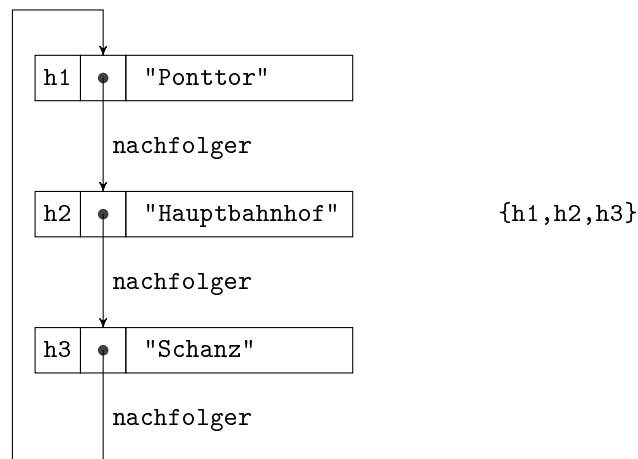 h1 "Ponttor"
nachfolger
h2 "Hauptbahnhof" {h1,h2,h3}
nachfolger
h3 "Schanz"
nachfolger